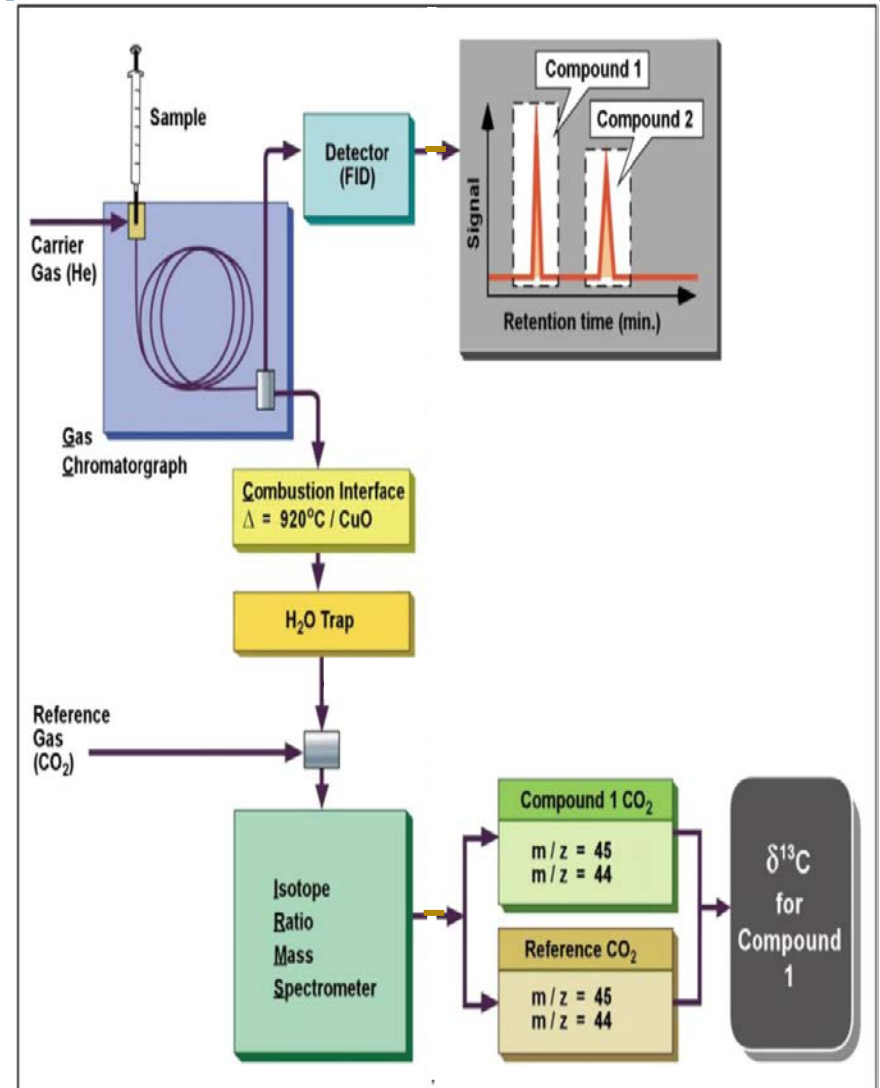 Sample
Carrier
Gas (He)
Detector
(FID)
Compound 1
Compound 2
Signal
Retention time (min.)
Gas
Chromatorgraph
Combustion Interface
Δ = 920°C / CuO
H₂O Trap
Reference
Gas
(CO₂)
Isotope
Ratio
Mass
Spectrometer
Compound 1 CO₂
m / z = 45
m / z = 44
Reference CO₂
m / z = 45
m / z = 44
δ¹³C
for
Compound
1